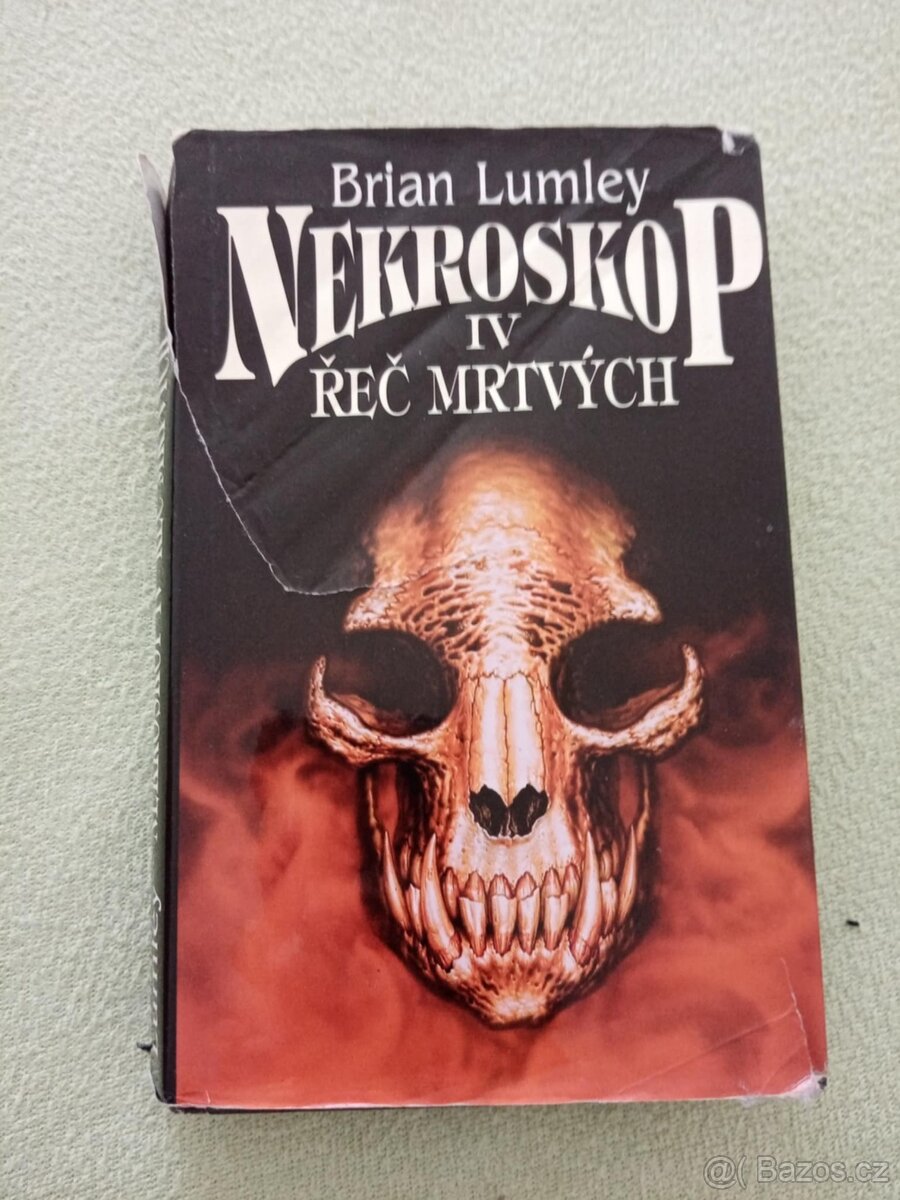 Brian Lumley
NEKROSKOP
IV
ŘEČ MRTVÝCH
@( Bazos.cz